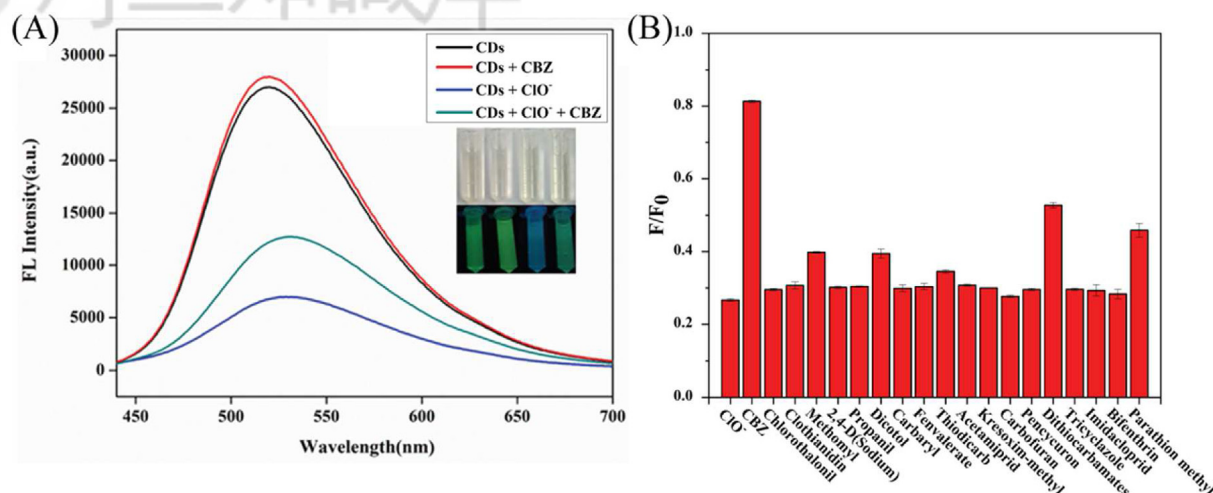 (A)
CDs
CDs + CBZ
CDs + ClO⁻
CDs + ClO⁻ + CBZ
FL Intensity(a.u.)
30000
25000
20000
15000
10000
5000
0
450
500
550
600
650
700
Wavelength(nm)
(B)
F/F₀
1.0
0.8
0.6
0.4
0.2
0.0
ClO⁻
CBZ
Chlorothalonil
Clothianidin
Methomyl
2,4-D(Sodium)
Propanil
Dicotol
Carbaryl
Fenvalerate
Thiodicarb
Acetamiprid
Kresoxim-methyl
Carbofuran
Pencycuron
Dithiocarbamates
Tricyclazole
Imidacloprid
Bifenthrin
Parathion methyl